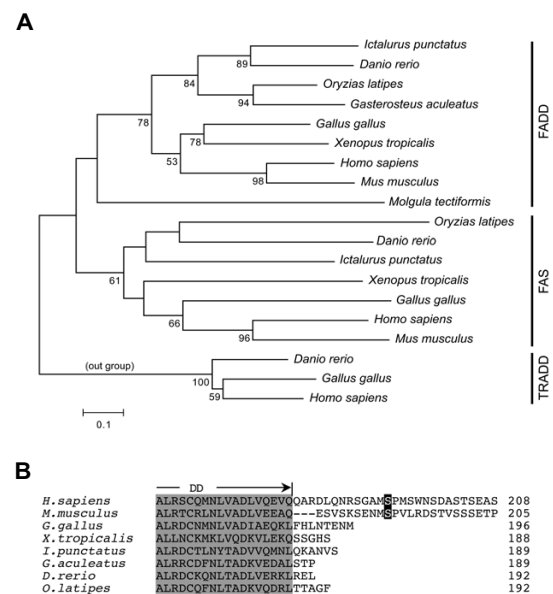 A
Ictalurus punctatus
89
Danio rerio
84
Oryzias latipes
94
Gasterosteus aculeatus
78
Gallus gallus
78
Xenopus tropicalis
53
Homo sapiens
98
Mus musculus
Molgula tectiformis
FADD
Oryzias latipes
Danio rerio
Ictalurus punctatus
61
Xenopus tropicalis
Gallus gallus
66
Homo sapiens
96
Mus musculus
FAS
(out group)
Danio rerio
100
Gallus gallus
59
Homo sapiens
TRADD
0.1
B
DD
H.sapiens ALRSCQMNLVADLVQEVQQARDLQNRSGAMSPMSWNSDASTSEAS 208
M.musculus ALRTCRLNLVADLVEEAQ---ESVSKSENMSPVLRDSTVSSSETP 205
G.gallus ALRDCNMNLVADIAEQKLFHLNTENM 196
X.tropicalis ALLNCKMKLVQDKVLEKQSSGHS 188
I.punctatus ALRDCTLNYTADVVQMNLQKANVS 189
G.aculeatus ALRRCDFNLTADKVEDALSTP 189
D.rerio ALRDCKQNLTADLVERKLREL 192
O.latipes ALRDCQFNLTADLVQDRLTTAGF 192